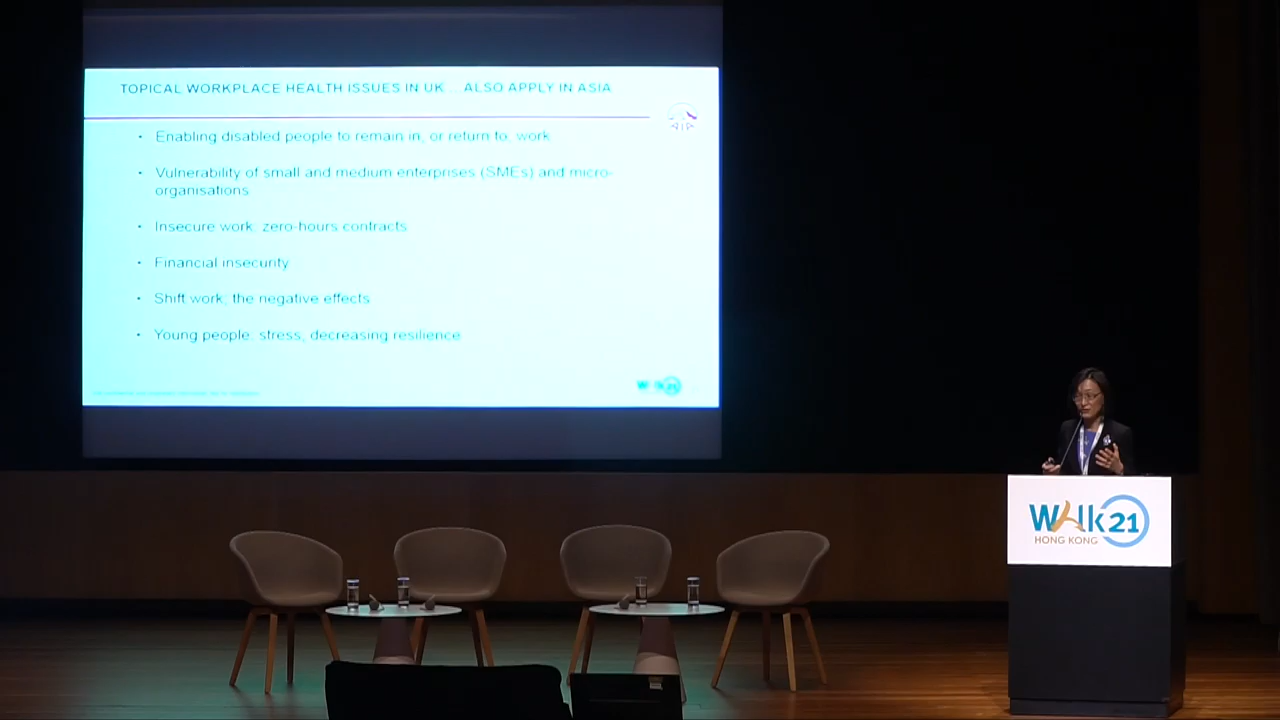 TOPICAL WORKPLACE HEALTH ISSUES IN UK... ALSO APPLY IN ASIA
AIA
• Enabling disabled people to remain in, or return to, work
• Vulnerability of small and medium enterprises (SMEs) and micro-
organisations
• Insecure work; zero-hours contracts
• Financial insecurity
• Shift work; the negative effects
• Young people: stress; decreasing resilience
Walk21
Walk21
HONG KONG